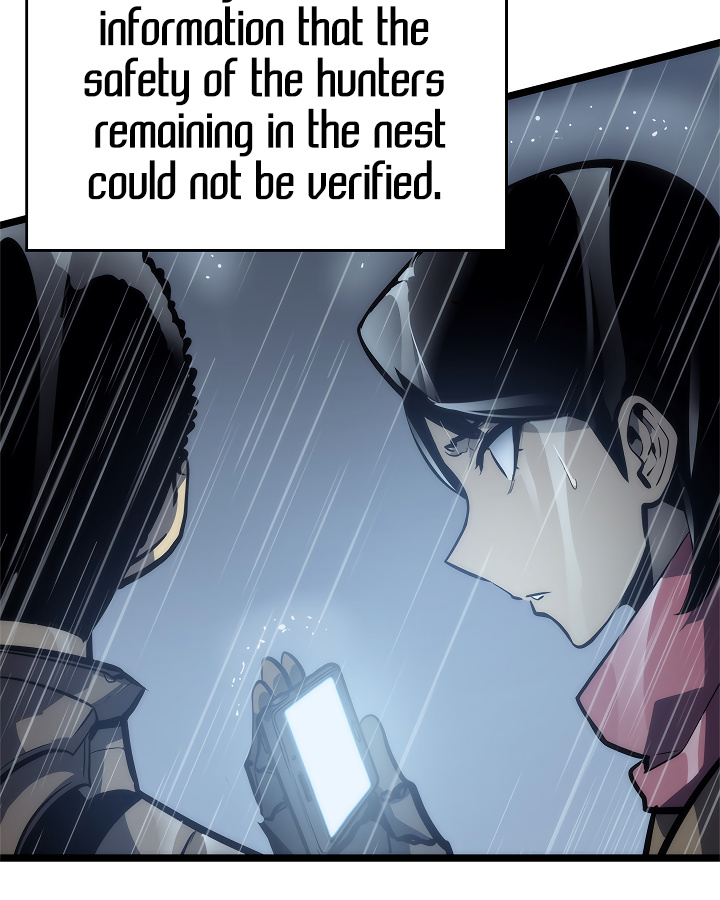 information that the
safety of the hunters
remaining in the nest
could not be verified.